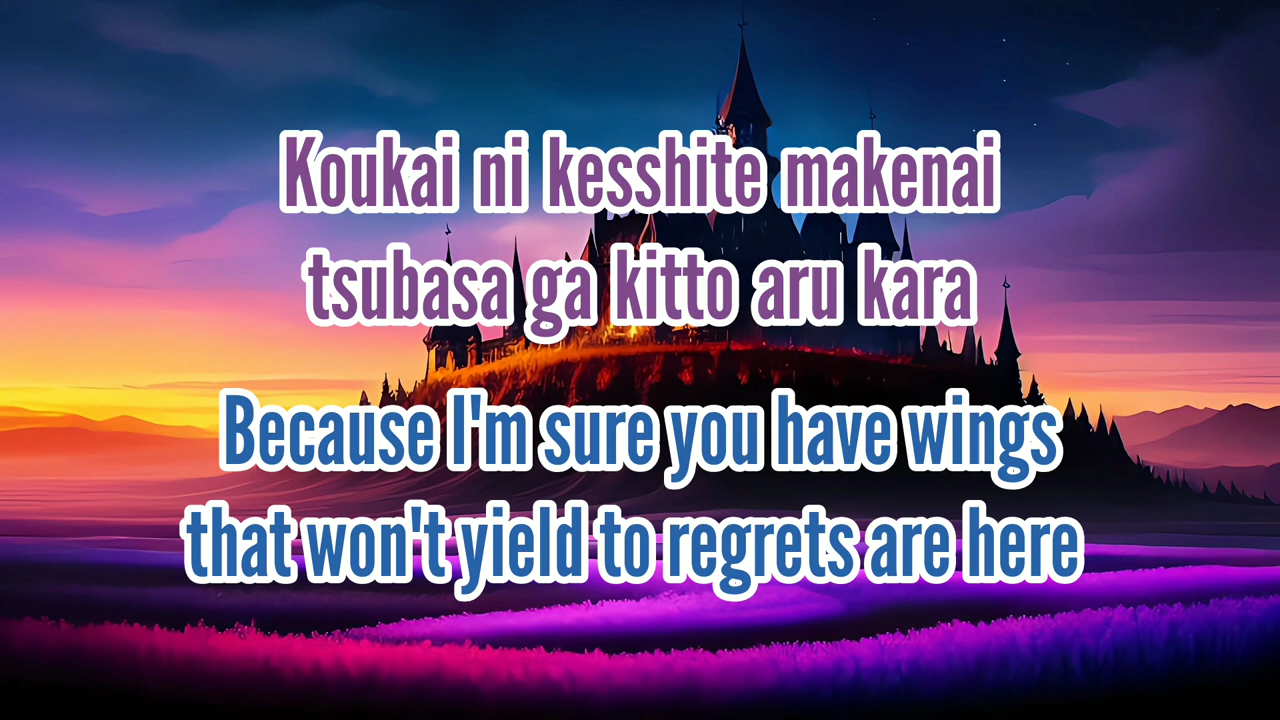 Koukai ni kesshite makenai
tsubasa ga kitto aru kara
Because I'm sure you have wings
that won't yield to regrets are here